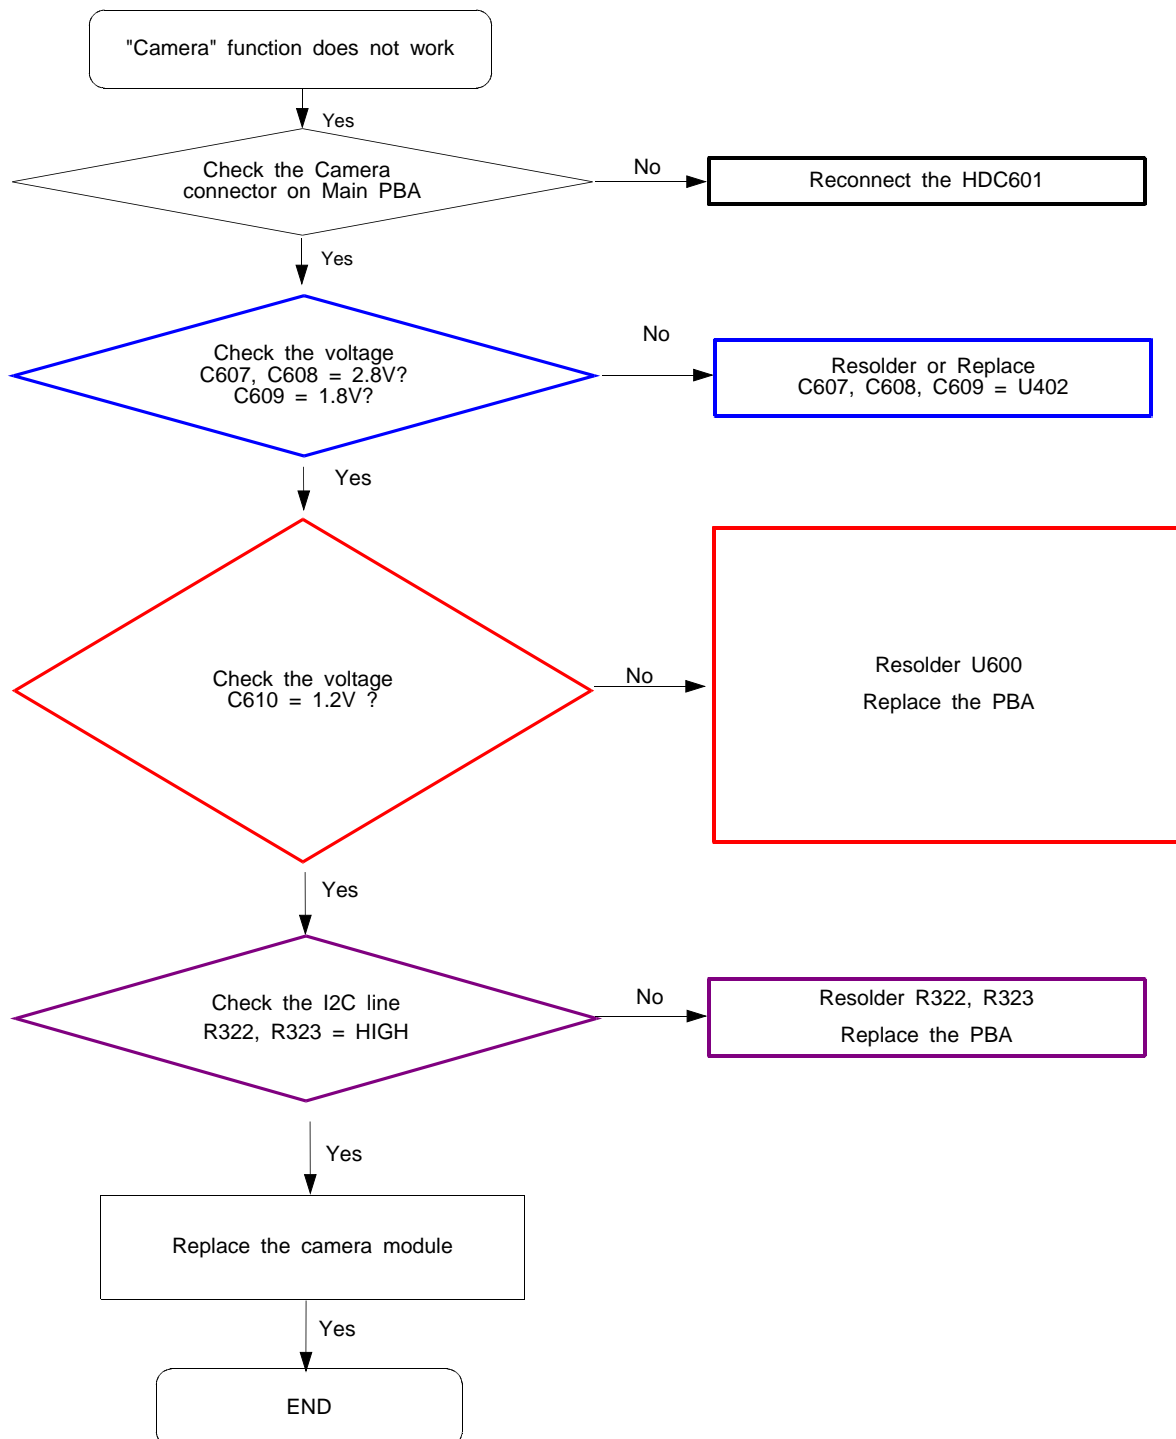 "Camera" function does not work
Yes
Check the Camera
connector on Main PBA
No
Reconnect the HDC601
Yes
Check the voltage
C607, C608 = 2.8V?
C609 = 1.8V?
No
Resolder or Replace
C607, C608, C609 = U402
Yes
Check the voltage
C610 = 1.2V ?
No
Resolder U600
Replace the PBA
Yes
Check the I2C line
R322, R323 = HIGH
No
Resolder R322, R323
Replace the PBA
Yes
Replace the camera module
Yes
END